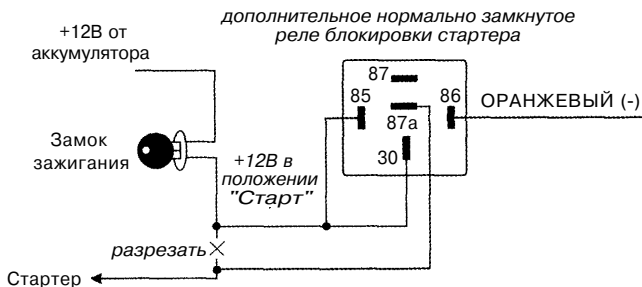 дополнительное нормально замкнутое
реле блокировки стартера
+12В от
аккумулятора
87
85
86
ОРАНЖЕВЫЙ (-)
87а
30
Замок
зажигания
+12В в
положении
"Старт"
разрезать
Стартер